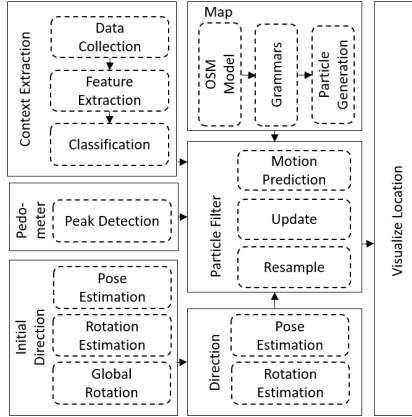 Context Extraction
Data
Collection
Feature
Extraction
Classification
Map
OSM
Model
Grammars
Particle
Generation
Pedo-
meter
Peak Detection
Particle Filter
Motion
Prediction
Update
Resample
Initial
Direction
Pose
Estimation
Rotation
Estimation
Global
Rotation
Direction
Pose
Estimation
Rotation
Estimation
Visualize Location